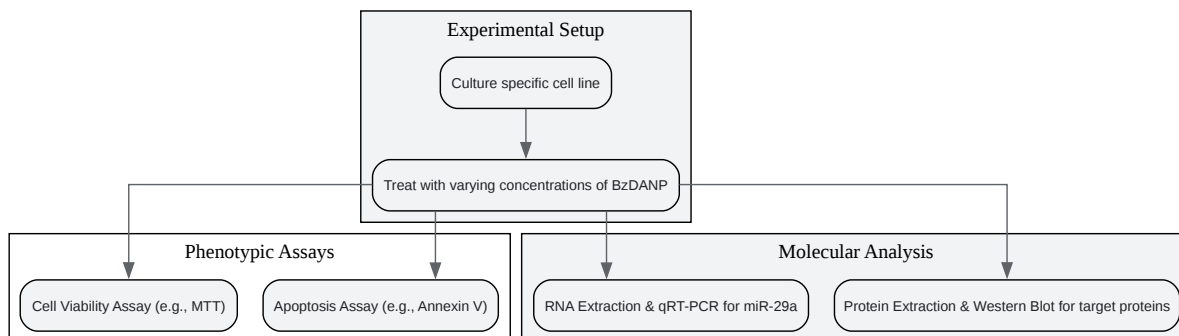 Experimental Setup
Culture specific cell line
Treat with varying concentrations of BzDANP
Phenotypic Assays
Cell Viability Assay (e.g., MTT)
Apoptosis Assay (e.g., Annexin V)
Molecular Analysis
RNA Extraction & qRT-PCR for miR-29a
Protein Extraction & Western Blot for target proteins